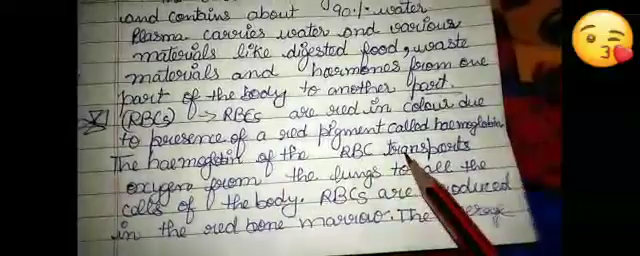 and contains about 90% water
Plasma carries water and various
materials like digested food, waste
materials and hormones from one
part of the body to another part.
(RBCs) → RBCs are red in colour due
to presence of a red pigment called haemoglobin
The haemoglobin of the RBC transports
oxygen from the lungs to all the
cells of the body. RBCs are
in the red bone marrow. The